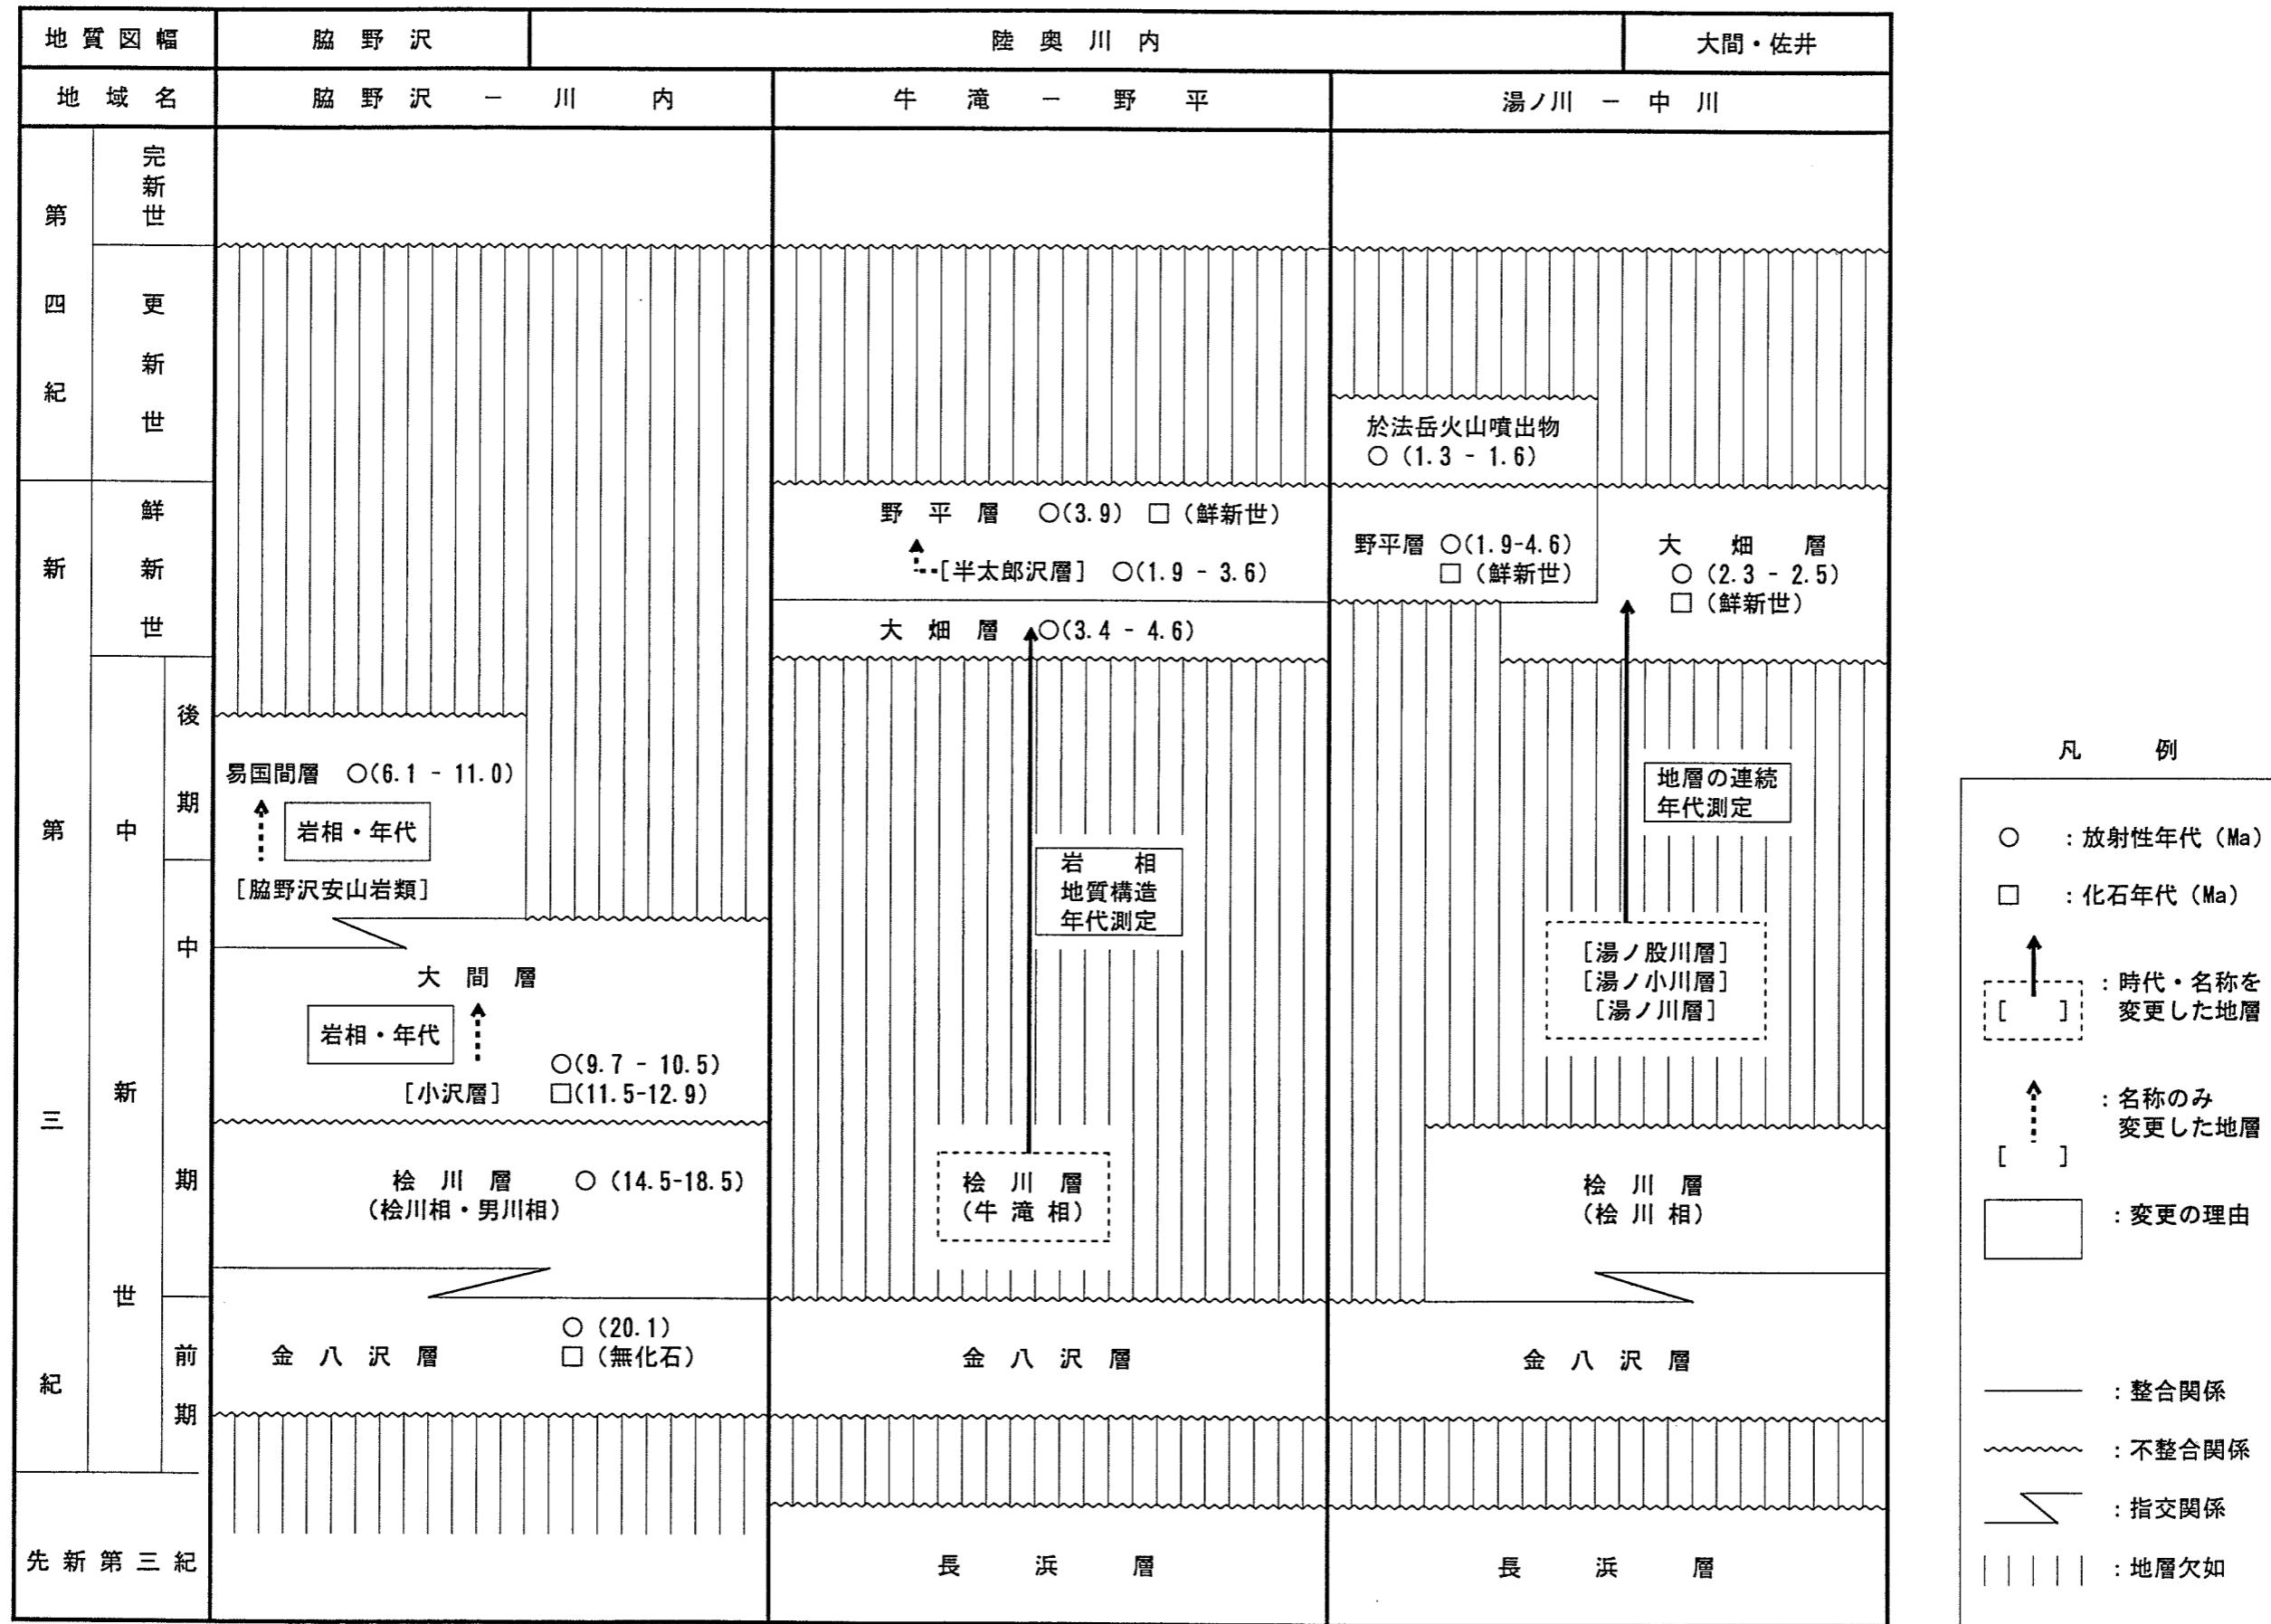 地質図幅 脇野沢 陸奥川内 大間・佐井
地域名 脇野沢－川内 牛滝－野平 湯ノ川－中川
第四紀
完新世
更新世
於法岳火山噴出物
○(1.3 - 1.6)
新第三紀
鮮新世
野平層 ○(3.9) □(鮮新世)
[半太郎沢層] ○(1.9 - 3.6)
大畑層 ○(3.4 - 4.6)
野平層 ○(1.9-4.6)
□(鮮新世)
大畑層
○(2.3 - 2.5)
□(鮮新世)
中新世
後期
中期
前期
易国間層 ○(6.1 - 11.0)
岩相・年代
[脇野沢安山岩類]
大間層
岩相・年代
○(9.7 - 10.5)
[小沢層] □(11.5-12.9)
桧川層 ○(14.5-18.5)
(桧川相・男川相)
○(20.1)
金八沢層 □(無化石)
岩相
地質構造
年代測定
桧川層
(牛滝相)
金八沢層
長浜層
地層の連続
年代測定
[湯ノ股川層]
[湯ノ小川層]
[湯ノ川層]
桧川層
(桧川相)
金八沢層
長浜層
先新第三紀
凡例
○ :放射性年代(Ma)
□ :化石年代(Ma)
[ ] :時代・名称を
変更した地層
:名称のみ
変更した地層
[ ]
:変更の理由
:整合関係
:不整合関係
:指交関係
:地層欠如